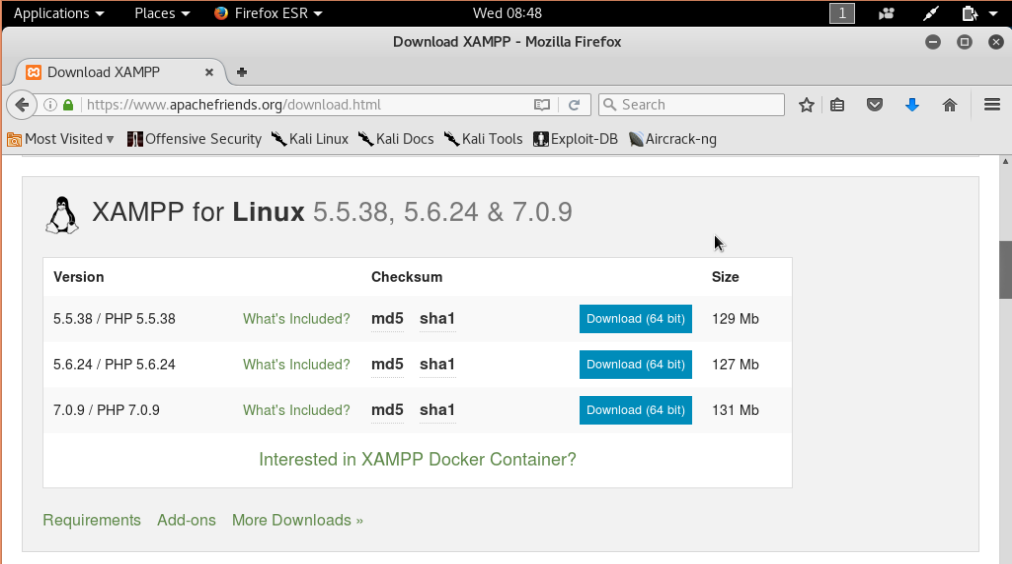 Applications Places Firefox ESR Wed 08:48 1
Download XAMPP - Mozilla Firefox
Download XAMPP
https://www.apachefriends.org/download.html Search
Most Visited Offensive Security Kali Linux Kali Docs Kali Tools Exploit-DB Aircrack-ng
XAMPP for Linux 5.5.38, 5.6.24 & 7.0.9
Version Checksum Size
5.5.38 / PHP 5.5.38 What's Included? md5 sha1 Download (64 bit) 129 Mb
5.6.24 / PHP 5.6.24 What's Included? md5 sha1 Download (64 bit) 127 Mb
7.0.9 / PHP 7.0.9 What's Included? md5 sha1 Download (64 bit) 131 Mb
Interested in XAMPP Docker Container?
Requirements Add-ons More Downloads »